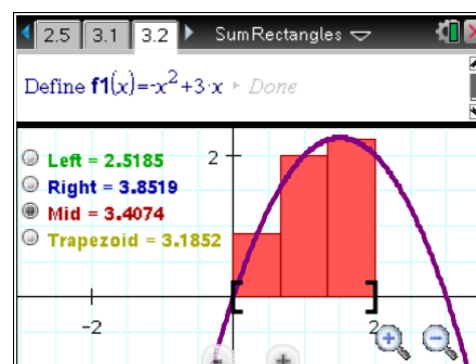 2.5 3.1 3.2 SumRectangles
Define f1(x)=-x²+3·x ▸ Done
Left = 2.5185
2
Right = 3.8519
Mid = 3.4074
Trapezoid = 3.1852
-2
2